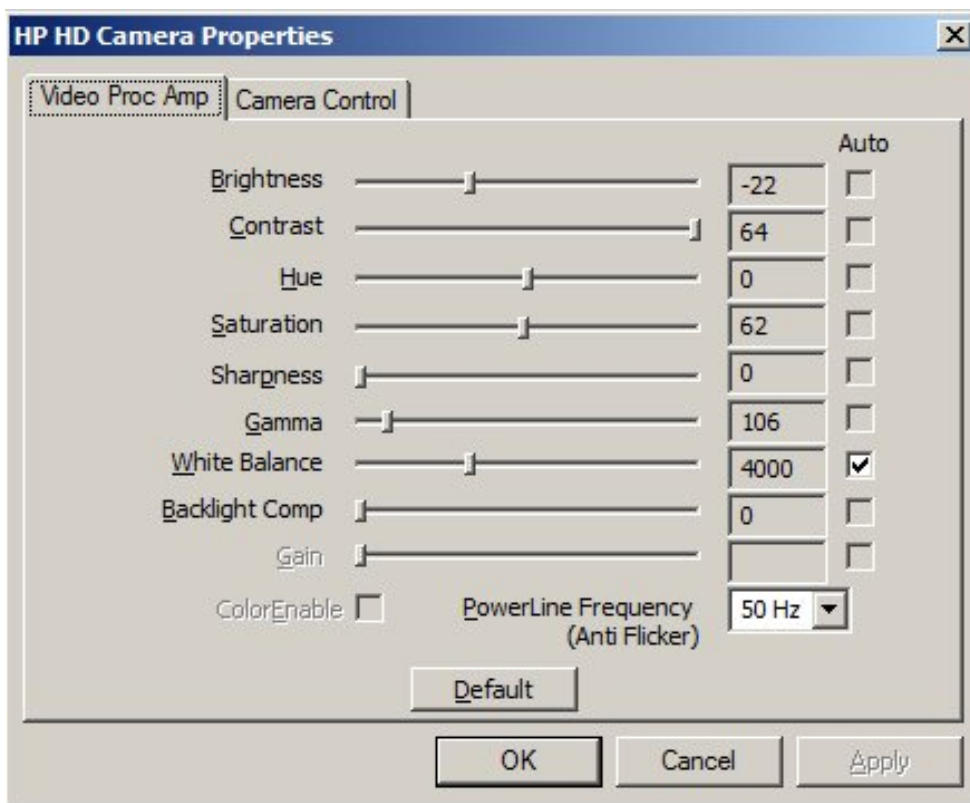 HP HD Camera Properties
Video Proc Amp Camera Control
Auto
Brightness -22
Contrast 64
Hue 0
Saturation 62
Sharpness 0
Gamma 106
White Balance 4000
Backlight Comp 0
Gain
ColorEnable PowerLine Frequency 50 Hz
(Anti Flicker)
Default
OK Cancel Apply